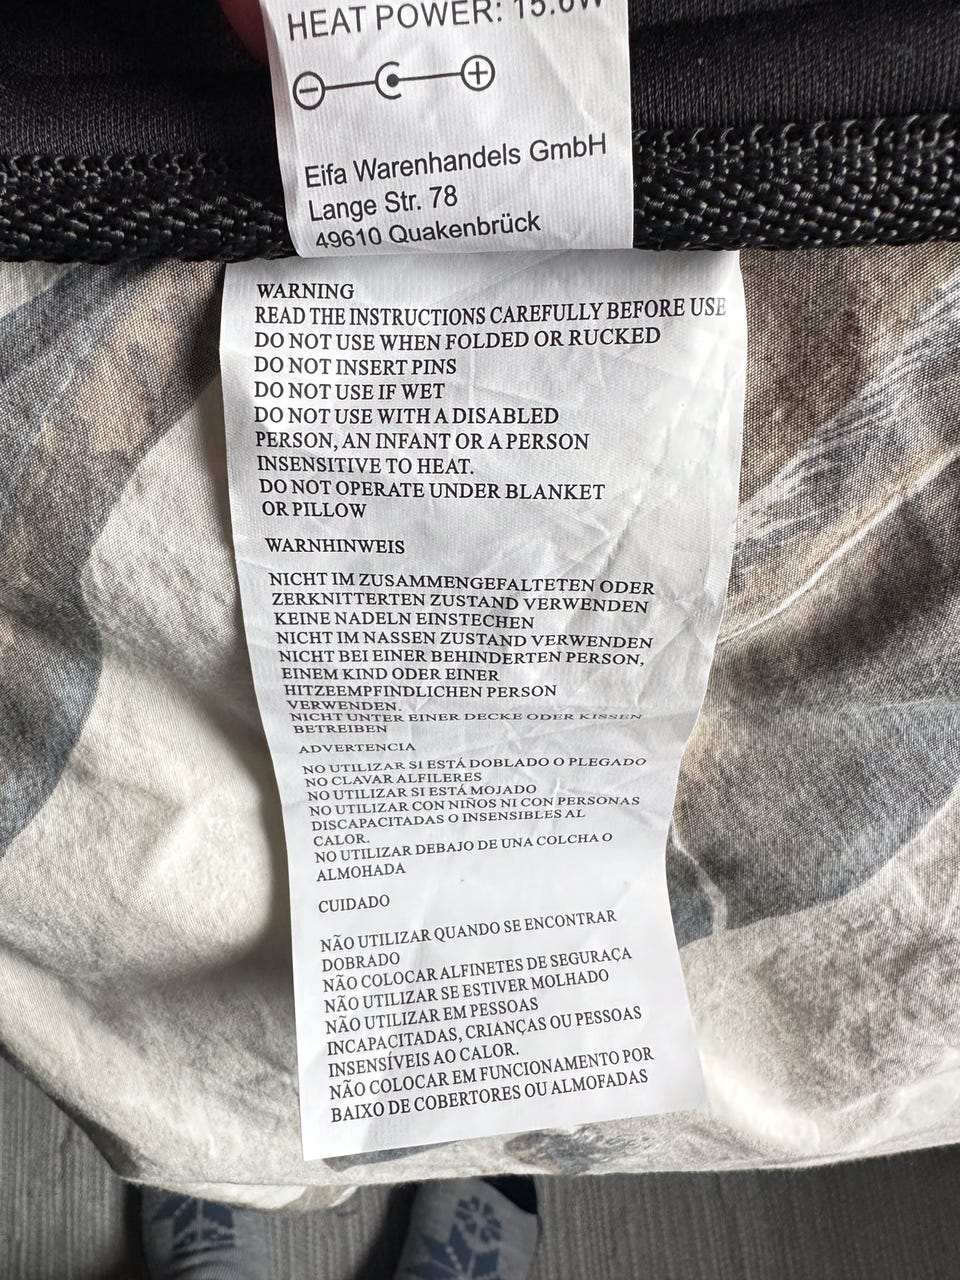 HEAT POWER: 15.0W
Eifa Warenhandels GmbH
Lange Str. 78
49610 Quakenbrück
WARNING
READ THE INSTRUCTIONS CAREFULLY BEFORE USE
DO NOT USE WHEN FOLDED OR RUCKED
DO NOT INSERT PINS
DO NOT USE IF WET
DO NOT USE WITH A DISABLED
PERSON, AN INFANT OR A PERSON
INSENSITIVE TO HEAT.
DO NOT OPERATE UNDER BLANKET
OR PILLOW
WARNHINWEIS
NICHT IM ZUSAMMENGEFALTETEN ODER
ZERKNITTERTEN ZUSTAND VERWENDEN
KEINE NADELN EINSTECHEN
NICHT IM NASSEN ZUSTAND VERWENDEN
NICHT BEI EINER BEHINDERTEN PERSON,
EINEM KIND ODER EINER
HITZEEMPFINDLICHEN PERSON
VERWENDEN.
NICHT UNTER EINER DECKE ODER KISSEN
BETREIBEN
ADVERTENCIA
NO UTILIZAR SI ESTÁ DOBLADO O PLEGADO
NO CLAVAR ALFILERES
NO UTILIZAR SI ESTÁ MOJADO
NO UTILIZAR CON NIÑOS NI CON PERSONAS
DISCAPACITADAS O INSENSIBLES AL
CALOR.
NO UTILIZAR DEBAJO DE UNA COLCHA O
ALMOHADA
CUIDADO
NÃO UTILIZAR QUANDO SE ENCONTRAR
DOBRADO
NÃO COLOCAR ALFINETES DE SEGURAÇA
NÃO UTILIZAR SE ESTIVER MOLHADO
NÃO UTILIZAR EM PESSOAS
INCAPACITADAS, CRIANÇAS OU PESSOAS
INSENSÍVEIS AO CALOR.
NÃO COLOCAR EM FUNCIONAMENTO POR
BAIXO DE COBERTORES OU ALMOFADAS